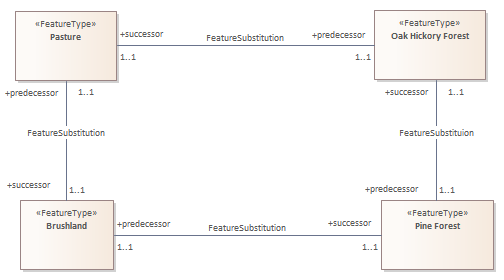 «FeatureType»
Pasture
+successor
FeatureSubstitution
+predecessor
1..1
1..1
«FeatureType»
Oak Hickory Forest
+predecessor
1..1
+successor
1..1
FeatureSubstitution
FeatureSubstituion
+successor
1..1
+predecessor
1..1
«FeatureType»
Brushland
+predecessor
FeatureSubstitution
+successor
1..1
1..1
«FeatureType»
Pine Forest